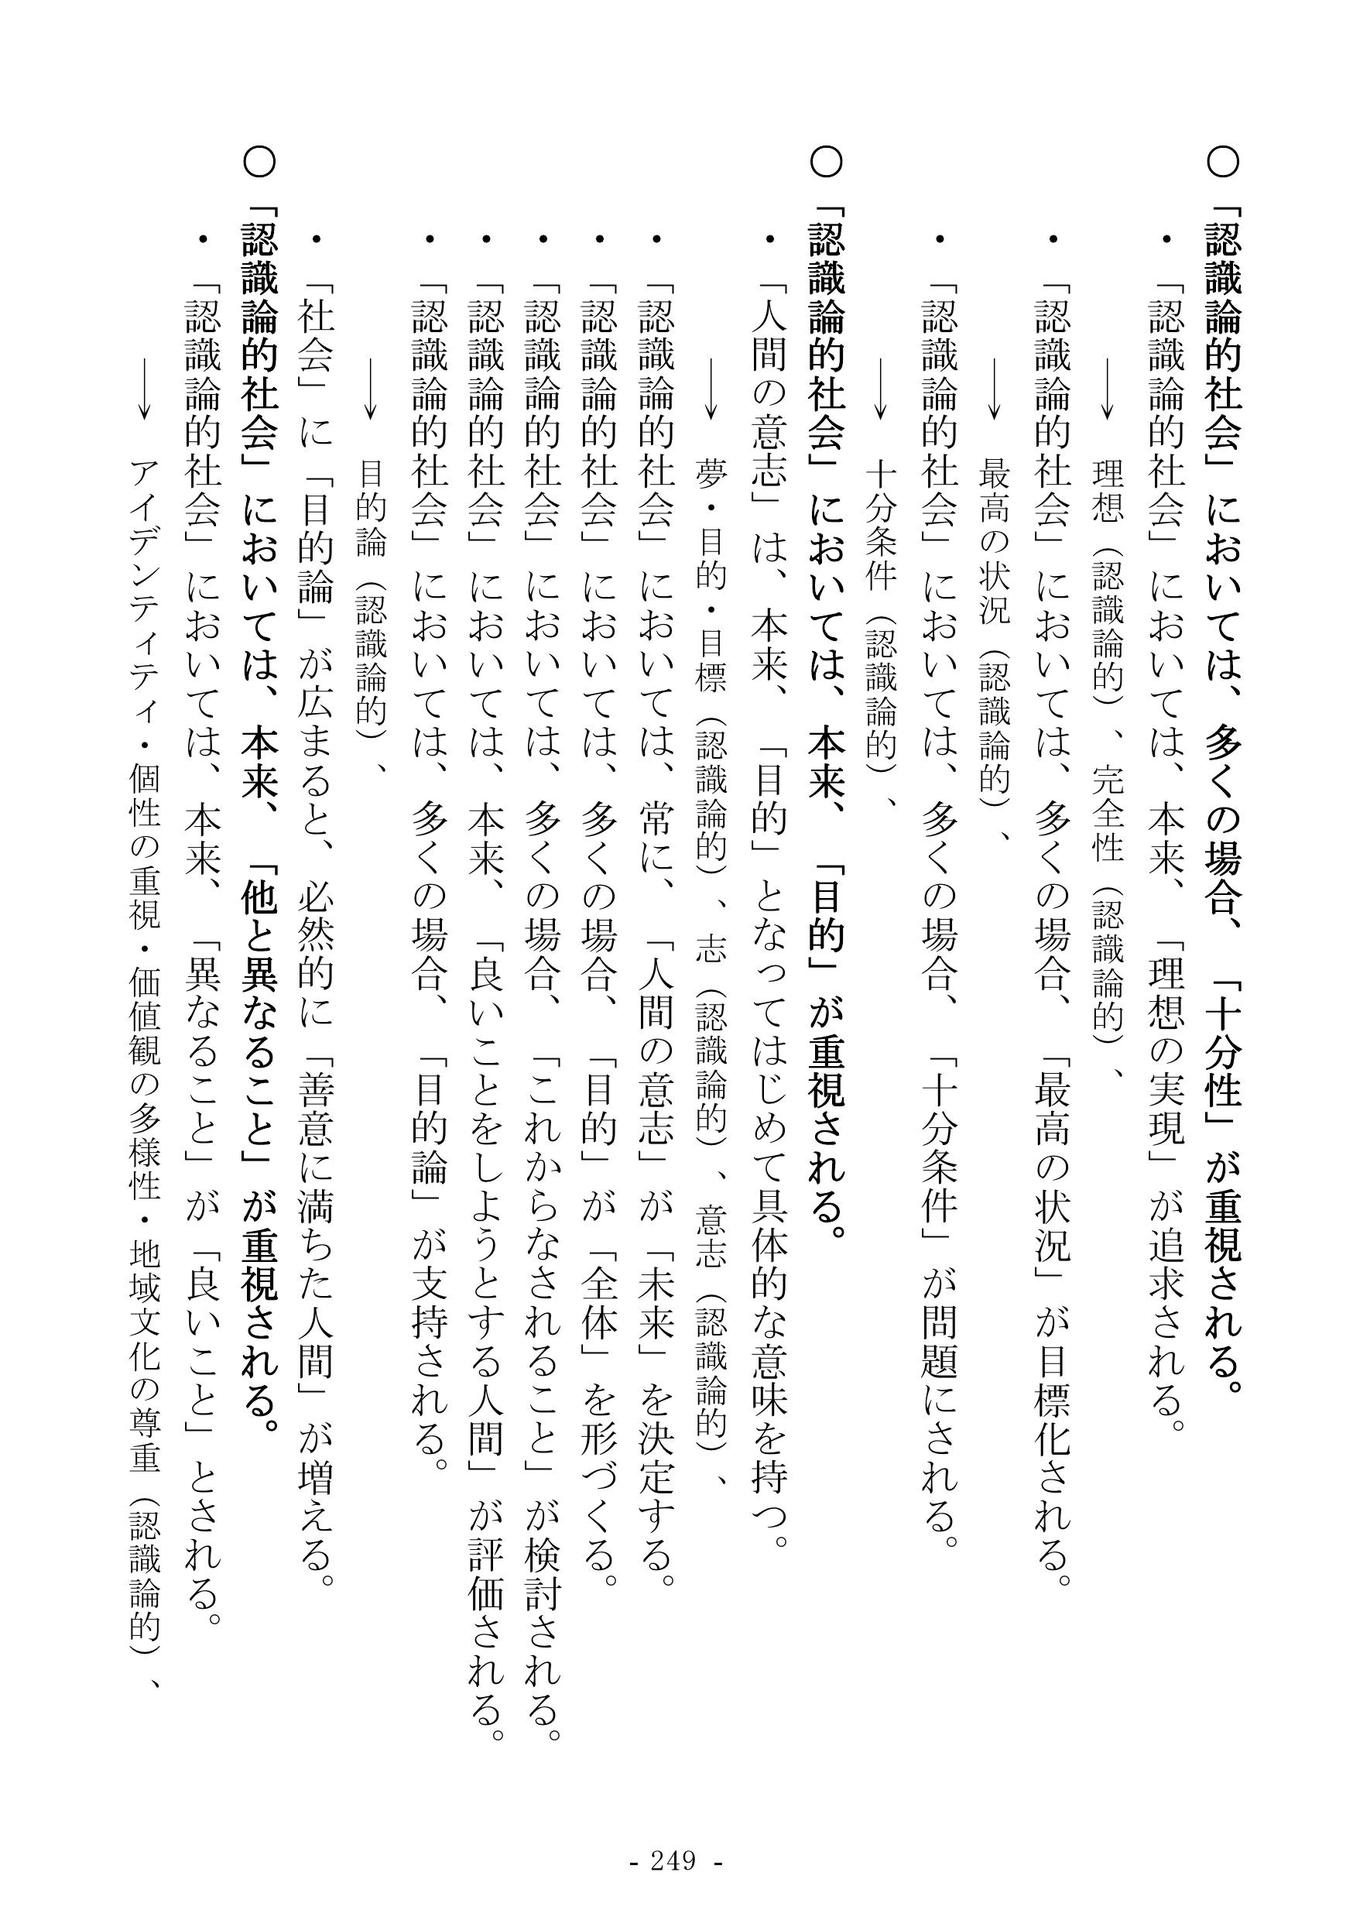 ○「認識論的社会」においては、多くの場合、「十分性」が重視される。
・「認識論的社会」においては、本来、「理想の実現」が追求される。
→ 理想（認識論的）、完全性（認識論的）、
・「認識論的社会」においては、多くの場合、「最高の状況」が目標化される。
→ 最高の状況（認識論的）、
・「認識論的社会」においては、多くの場合、「十分条件」が問題にされる。
→ 十分条件（認識論的）、
○「認識論的社会」においては、本来、「目的」が重視される。
・「人間の意志」は、本来、「目的」となってはじめて具体的な意味を持つ。
→ 夢・目的・目標（認識論的）、志（認識論的）、意志（認識論的）、
・「認識論的社会」においては、常に、「人間の意志」が「未来」を決定する。
・「認識論的社会」においては、多くの場合、「目的」が「全体」を形づくる。
・「認識論的社会」においては、多くの場合、「これからなされること」が検討される。
・「認識論的社会」においては、本来、「良いことをしようとする人間」が評価される。
・「認識論的社会」においては、多くの場合、「目的論」が支持される。
→ 目的論（認識論的）、
・「社会」に「目的論」が広まると、必然的に「善意に満ちた人間」が増える。
○「認識論的社会」においては、本来、「他と異なること」が重視される。
・「認識論的社会」においては、本来、「異なること」が「良いこと」とされる。
→ アイデンティティ・個性の重視・価値観の多様性・地域文化の尊重（認識論的）、
- 249 -